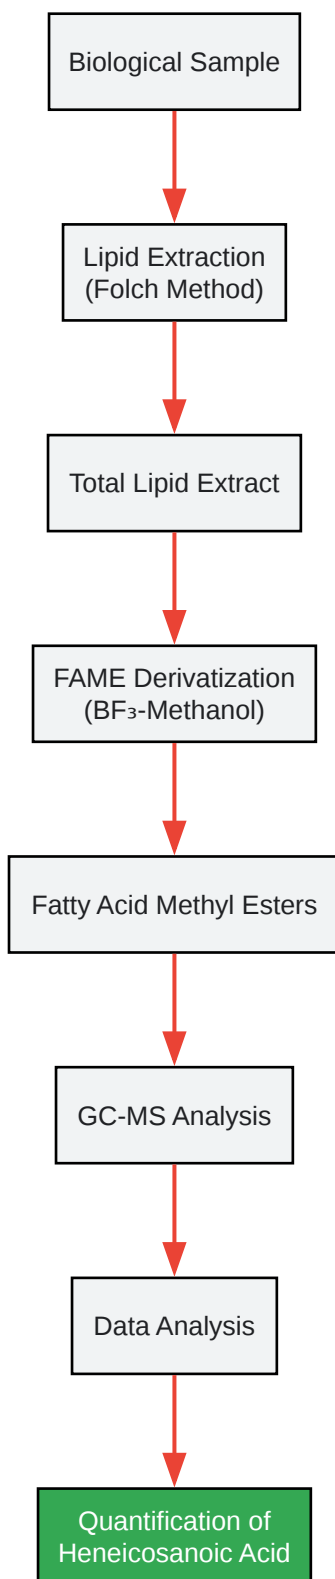 Biological Sample
Lipid Extraction
(Folch Method)
Total Lipid Extract
FAME Derivatization
(BF₃-Methanol)
Fatty Acid Methyl Esters
GC-MS Analysis
Data Analysis
Quantification of
Heneicosanoic Acid